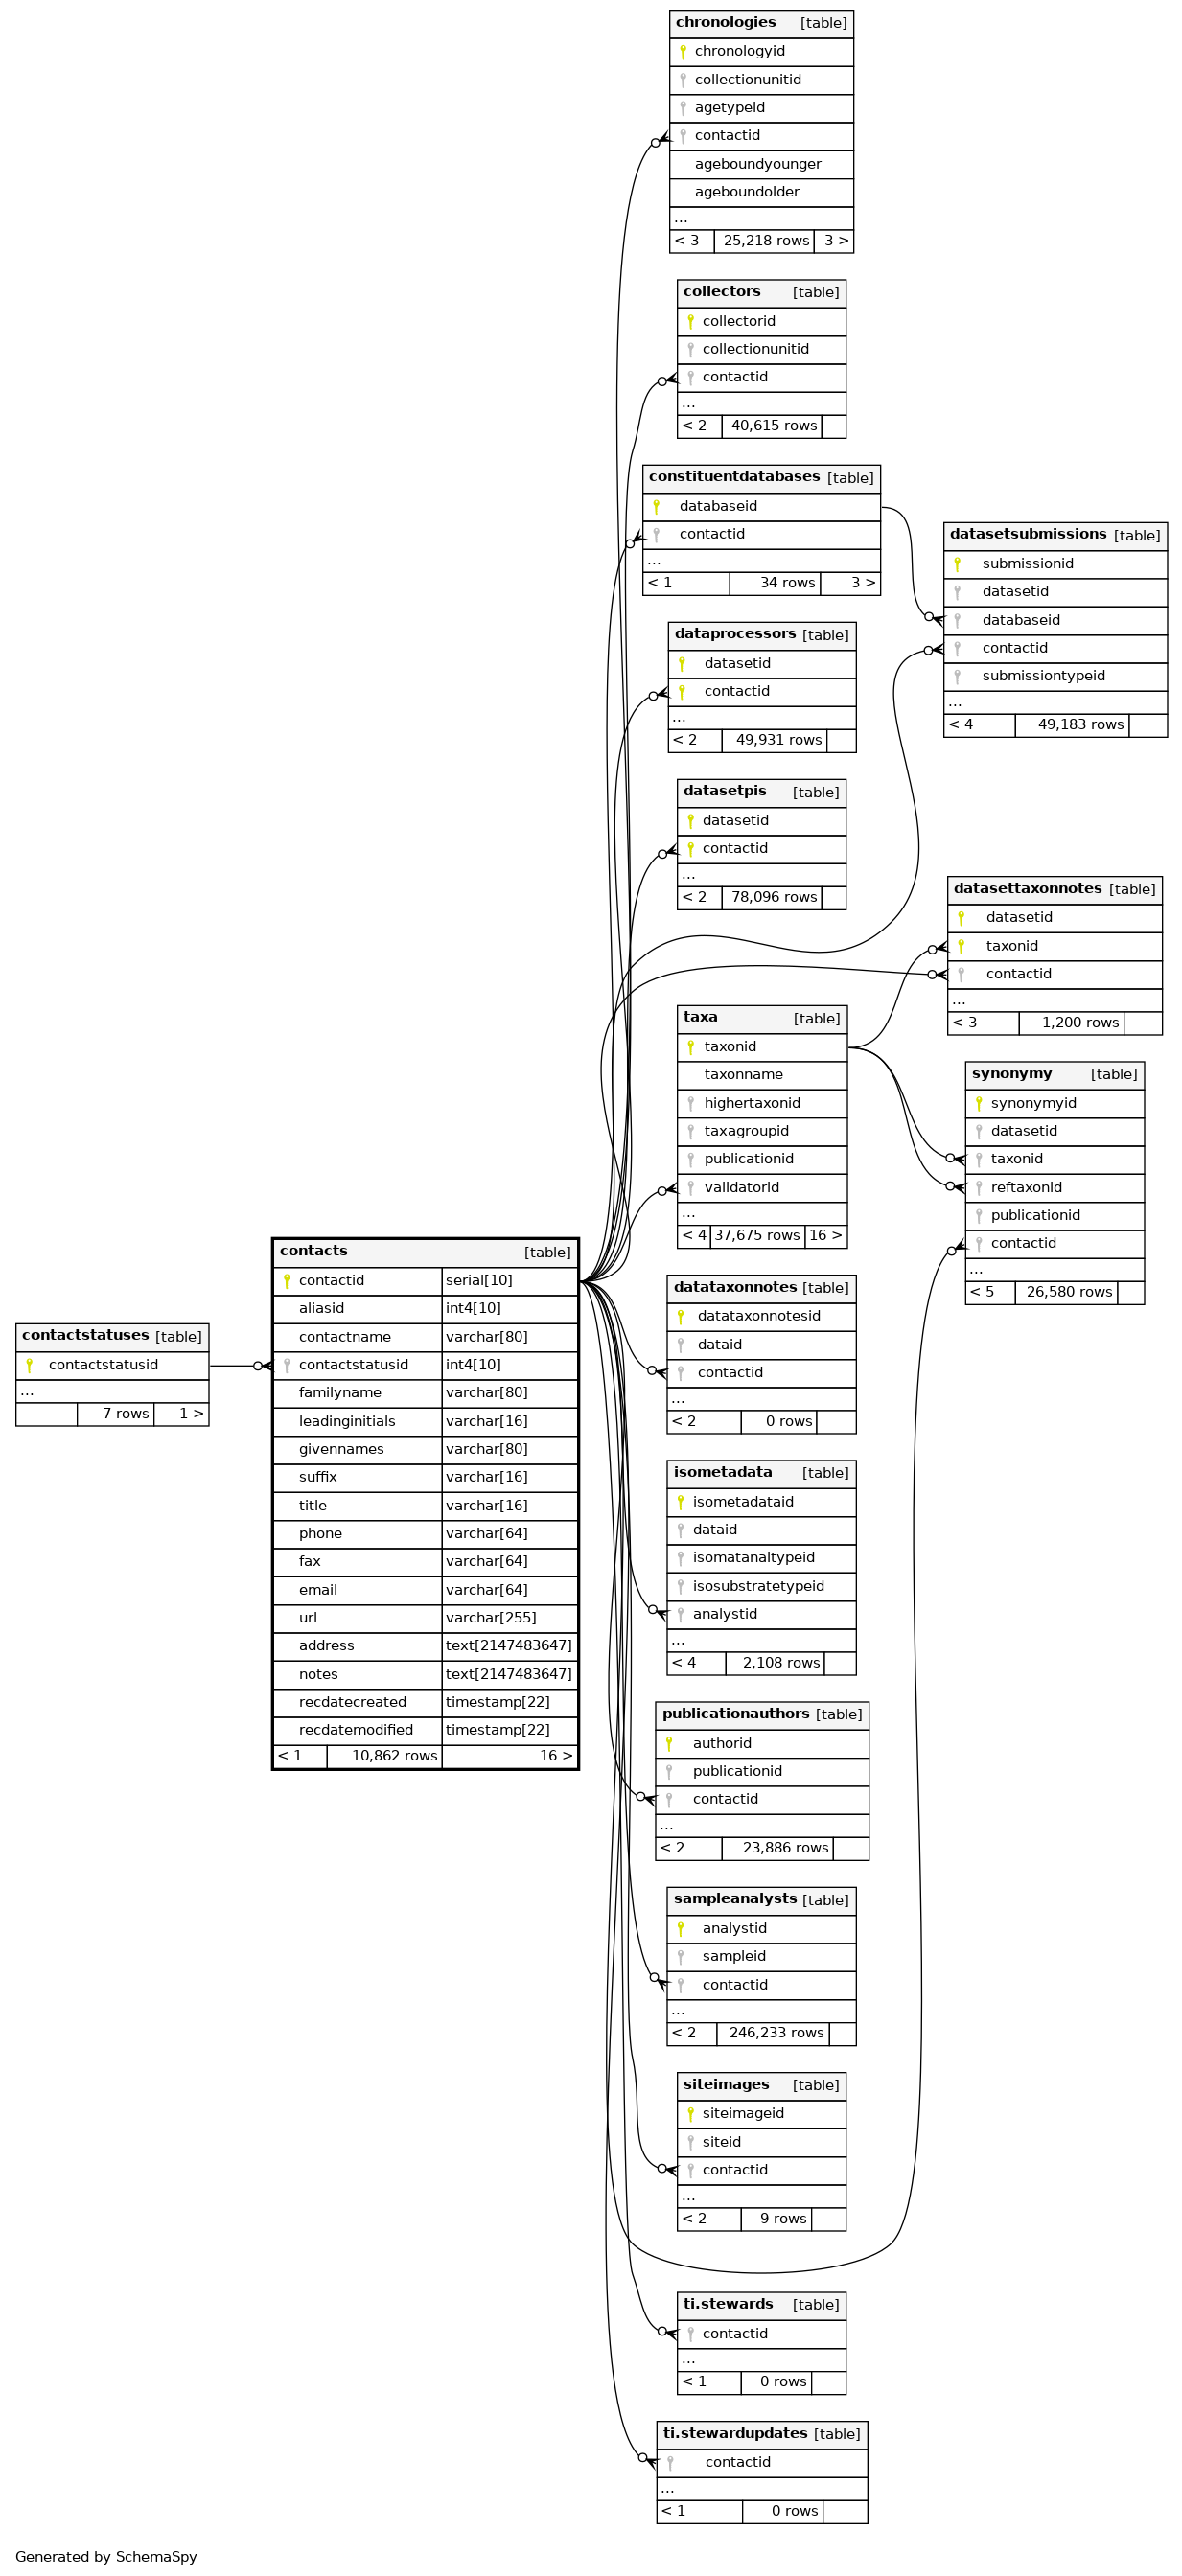 chronologies [table]
chronologyid
collectionunitid
agetypeid
contactid
ageboundyounger
ageboundolder
...
< 3 25,218 rows 3 >
collectors [table]
collectorid
collectionunitid
contactid
...
< 2 40,615 rows
constituentdatabases [table]
databaseid
contactid
...
< 1 34 rows 3 >
datasetsubmissions [table]
submissionid
datasetid
databaseid
contactid
submissiontypeid
...
< 4 49,183 rows
dataprocessors [table]
datasetid
contactid
...
< 2 49,931 rows
datasetpis [table]
datasetid
contactid
...
< 2 78,096 rows
datasettaxonnotes [table]
datasetid
taxonid
contactid
...
< 3 1,200 rows
taxa [table]
taxonid
taxonname
highertaxonid
taxagroupid
publicationid
validatorid
...
< 4 37,675 rows 16 >
synonymy [table]
synonymyid
datasetid
taxonid
reftaxonid
publicationid
contactid
...
< 5 26,580 rows
contactstatuses [table]
contactstatusid
...
7 rows 1 >
contacts [table]
contactid serial[10]
aliasid int4[10]
contactname varchar[80]
contactstatusid int4[10]
familyname varchar[80]
leadinginitials varchar[16]
givennames varchar[80]
suffix varchar[16]
title varchar[16]
phone varchar[64]
fax varchar[64]
email varchar[64]
url varchar[255]
address text[2147483647]
notes text[2147483647]
recdatecreated timestamp[22]
recdatemodified timestamp[22]
< 1 10,862 rows 16 >
datataxonnotes [table]
datataxonnotesid
dataid
contactid
...
< 2 0 rows
isometadata [table]
isometadataid
dataid
isomatanaltypeid
isosubstratetypeid
analystid
...
< 4 2,108 rows
publicationauthors [table]
authorid
publicationid
contactid
...
< 2 23,886 rows
sampleanalysts [table]
analystid
sampleid
contactid
...
< 2 246,233 rows
siteimages [table]
siteimageid
siteid
contactid
...
< 2 9 rows
ti.stewards [table]
contactid
...
< 1 0 rows
ti.stewardupdates [table]
contactid
...
< 1 0 rows
Generated by SchemaSpy